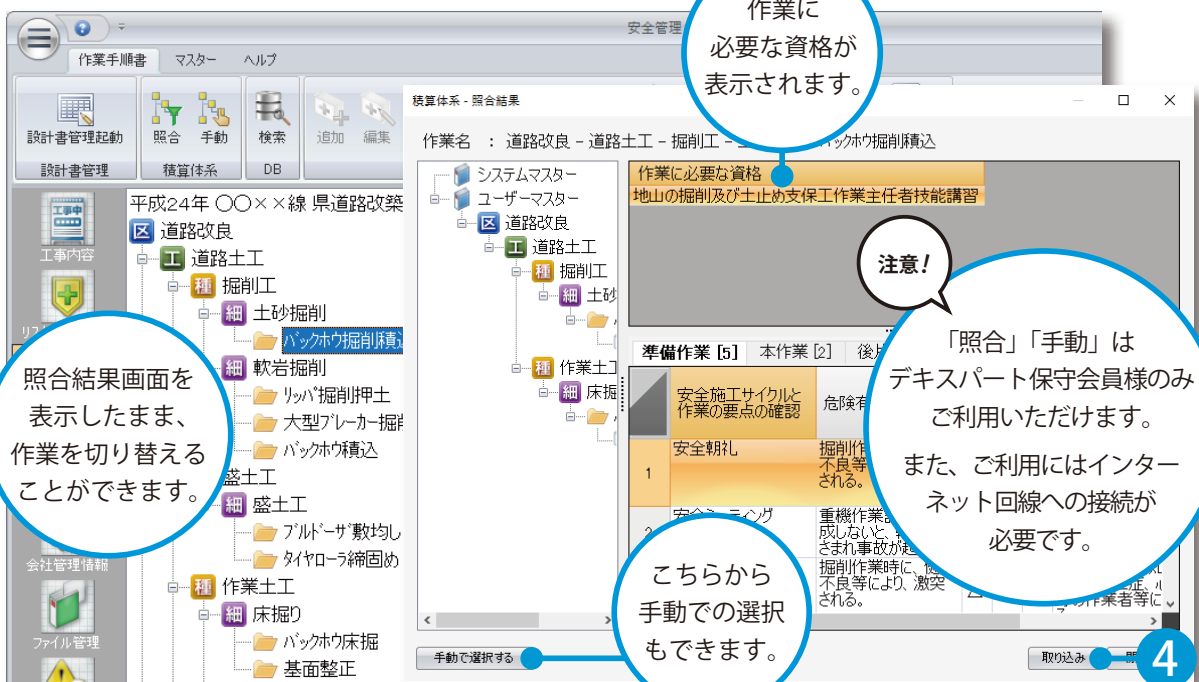 作業に
必要な資格が
表示されます。
安全管理
作業手順書 マスター ヘルプ
設計書管理起動 照合 手動 検索 追加 編集
設計書管理 積算体系 DB
積算体系 - 照合結果
作業名 : 道路改良 - 道路土工 - 掘削工 - バックホウ掘削積込
工事内容
会社管理情報
ファイル管理
平成24年 〇〇××線 県道路改築
区 道路改良
工 道路土工
種 掘削工
細 土砂掘削
バックホウ掘削積込
細 軟岩掘削
リッパ掘削押土
大型ブレーカー掘削
バックホウ積込
盛土工
細 盛土工
ブルドーザ敷均し
タイヤローラ締固め
種 作業土工
細 床掘り
バックホウ床掘
基面整正
システムマスター
ユーザーマスター
区 道路改良
工 道路土工
種 掘削工
細 土砂
種 作業土工
細 床掘
作業に必要な資格
地山の掘削及び土止め支保工作業主任者技能講習
準備作業 [5] 本作業 [2]
安全施工サイクルと
作業の要点の確認
1 安全朝礼
不良等
される。
重機作業
成しないと、
掘削作業時に、
不良等により、激突
される。
の作業者等に
注意!
「照合」「手動」は
デキスパート保守会員様のみ
ご利用いただけます。
また、ご利用にはインター
ネット回線への接続が
必要です。
照合結果画面を
表示したまま、
作業を切り替える
ことができます。
こちらから
手動での選択
もできます。
手動で選択する
取り込み
4